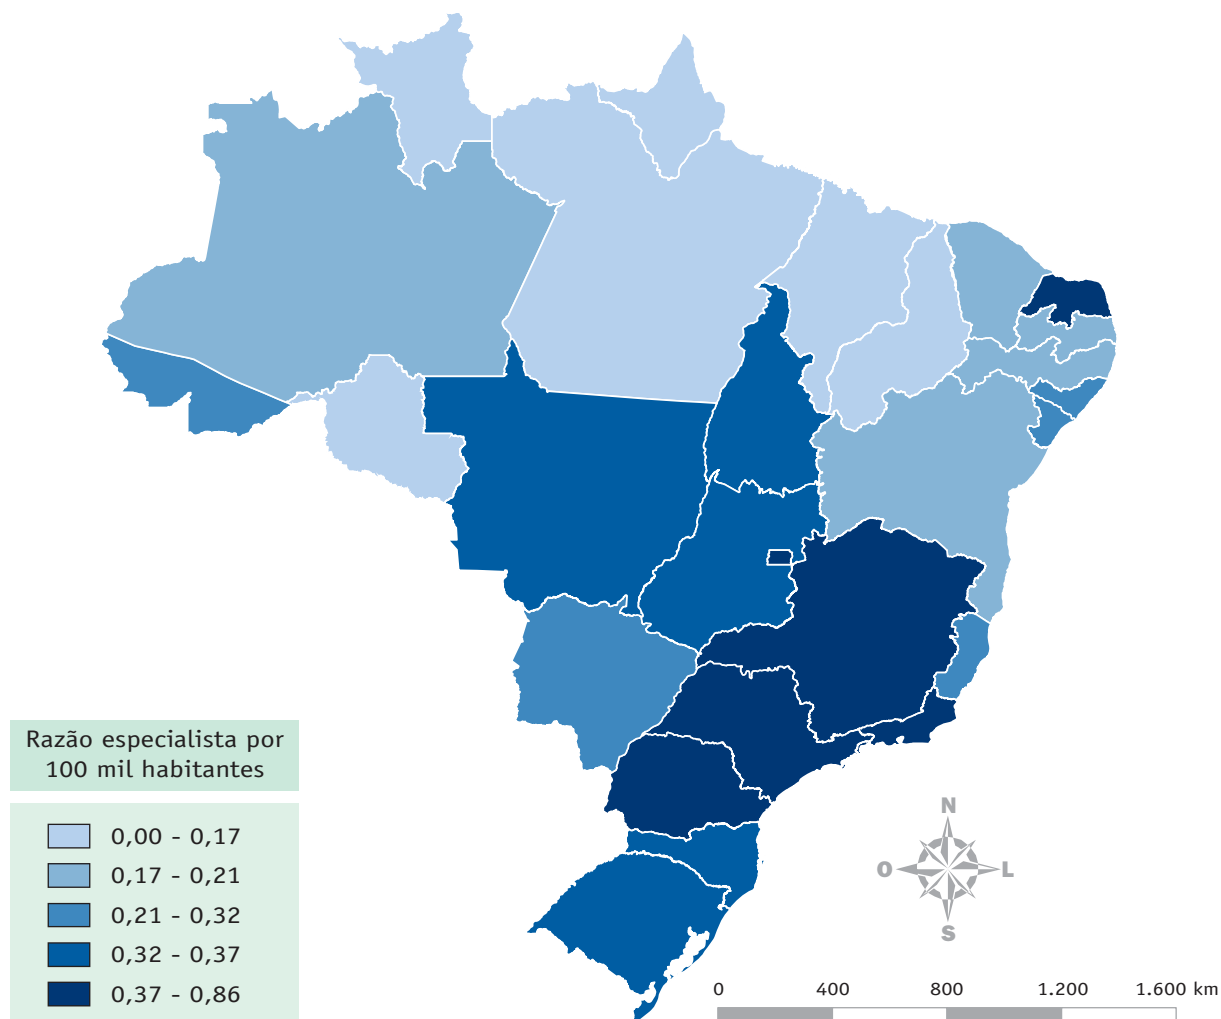 Razão especialista por
100 mil habitantes
0,00 - 0,17
0,17 - 0,21
0,21 - 0,32
0,32 - 0,37
0,37 - 0,86
N
O L
S
0 400 800 1.200 1.600 km